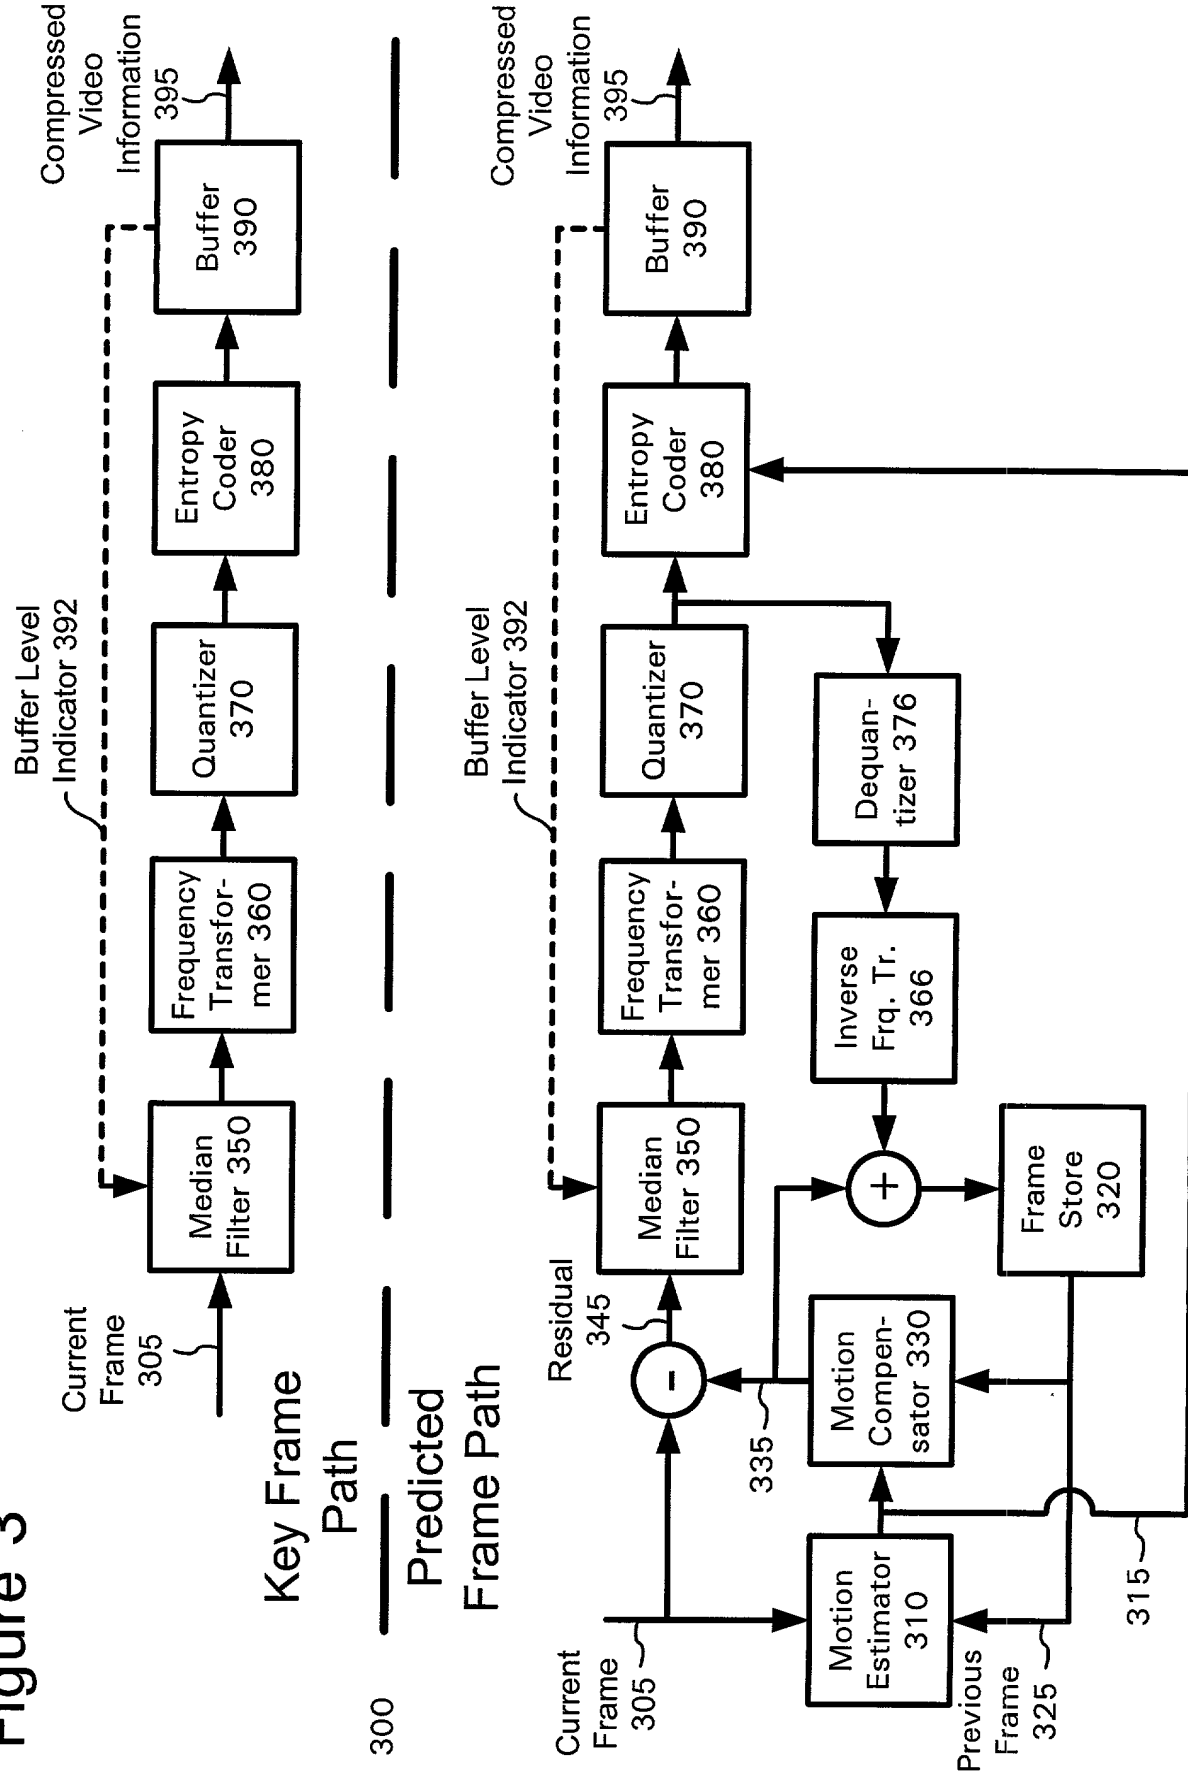 Figure 3
Key Frame
Path
Current
Frame
305
Median
Filter 350
Frequency
Transfor-
mer 360
Quantizer
370
Entropy
Coder
380
Buffer
390
Compressed
Video
Information
395
Buffer Level
Indicator 392
300
Predicted
Frame Path
Current
Frame
305
Residual
345
-
Median
Filter 350
Frequency
Transfor-
mer 360
Quantizer
370
Entropy
Coder
380
Buffer
390
Compressed
Video
Information
395
Buffer Level
Indicator 392
Dequan-
tizer 376
Inverse
Frq. Tr.
366
+
Frame
Store
320
Motion
Compen-
sator 330
335
Motion
Estimator
310
Previous
Frame
325
315